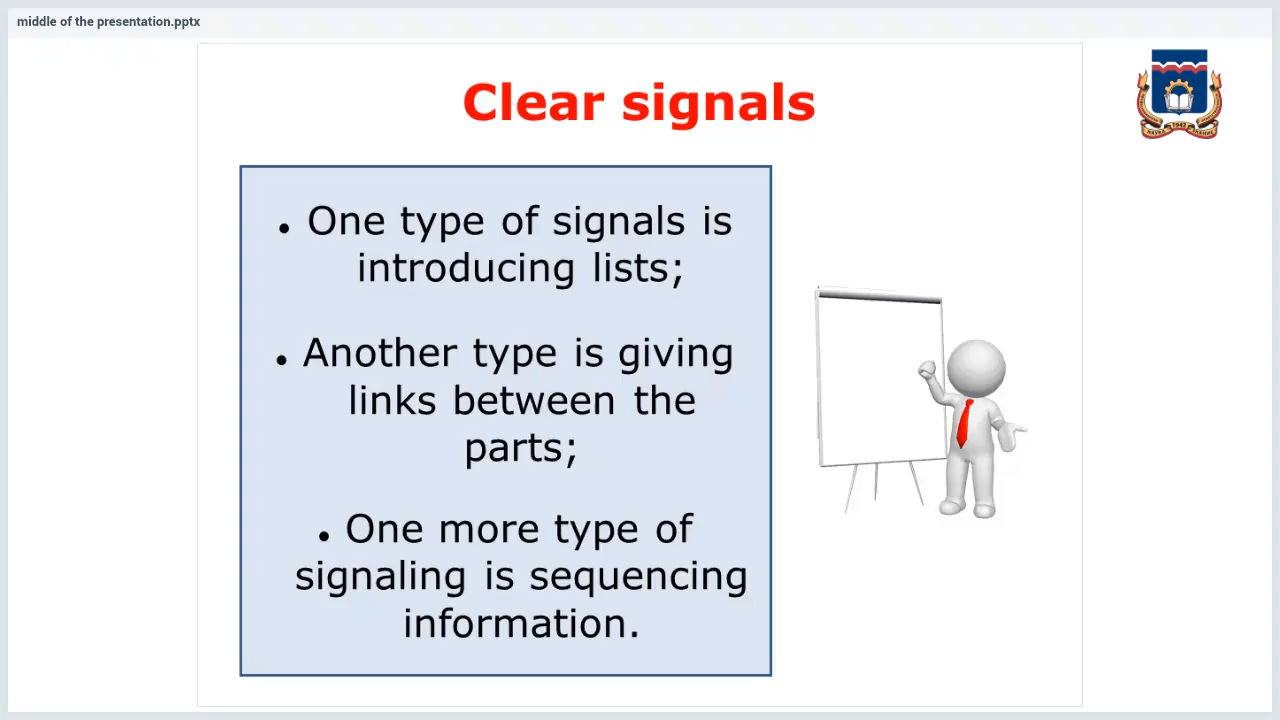 middle of the presentation.pptx
Clear signals
• One type of signals is
introducing lists;
• Another type is giving
links between the
parts;
• One more type of
signaling is sequencing
information.
1942